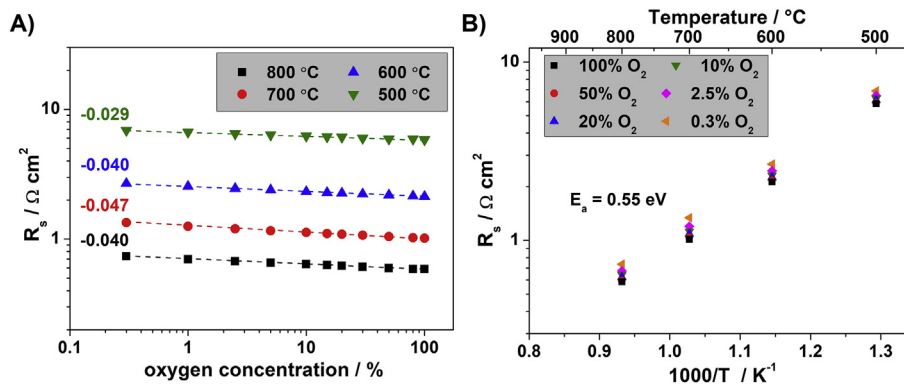 A)
800 °C 600 °C
700 °C 500 °C
10
1
-0.029
-0.040
-0.047
-0.040
R_s / Ω cm²
0.1 1 10 100
oxygen concentration / %
B)
Temperature / °C
900 800 700 600 500
100% O₂ 10% O₂
50% O₂ 2.5% O₂
20% O₂ 0.3% O₂
10
1
E_a = 0.55 eV
R_s / Ω cm²
0.8 0.9 1.0 1.1 1.2 1.3
1000/T / K⁻¹